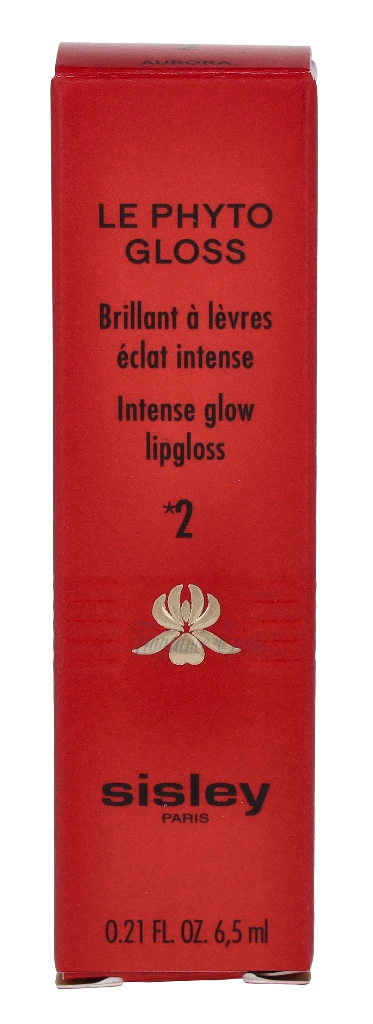 AURORA
LE PHYTO
GLOSS
Brillant à lèvres
éclat intense
Intense glow
lipgloss
*2
sisley
PARIS
0.21 FL. OZ. 6,5 ml